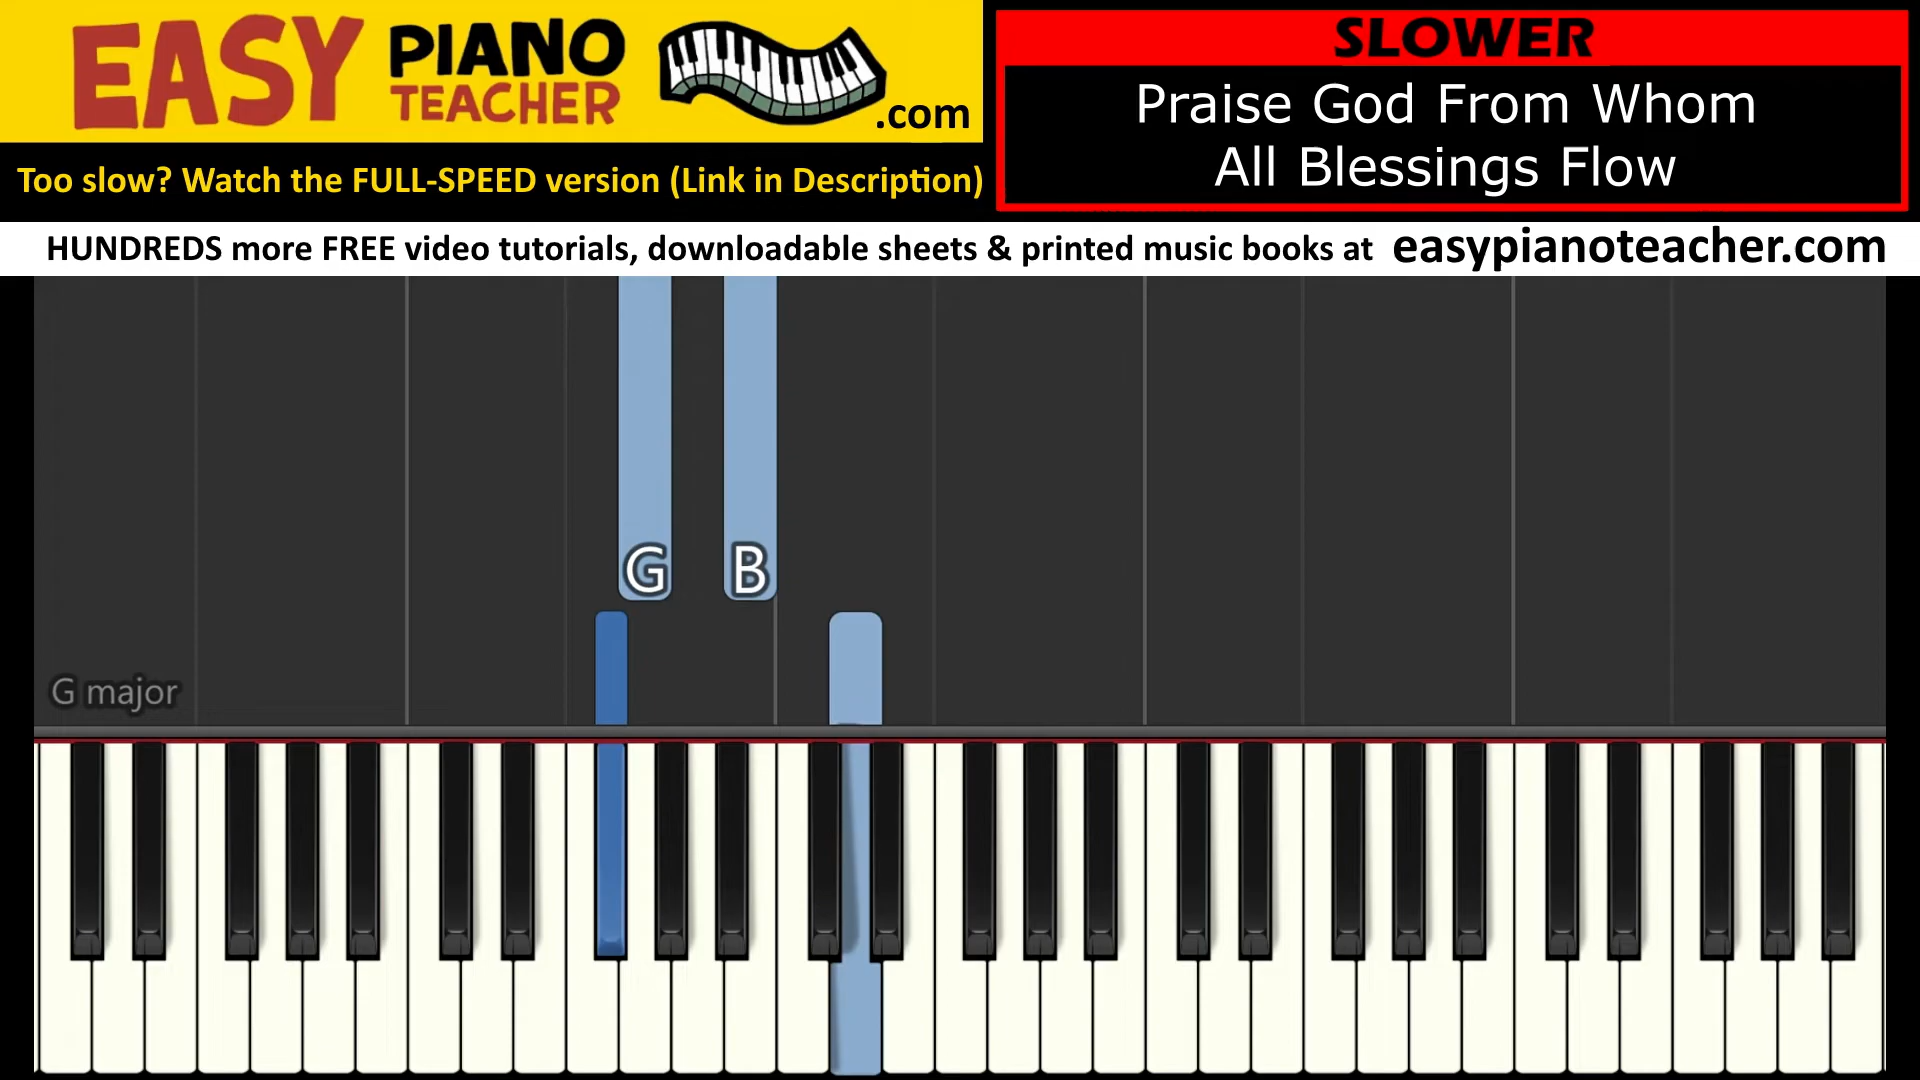 EASY PIANO TEACHER .com
SLOWER
Praise God From Whom
All Blessings Flow
Too slow? Watch the FULL-SPEED version (Link in Description)
HUNDREDS more FREE video tutorials, downloadable sheets & printed music books at easypianoteacher.com
G B
G major